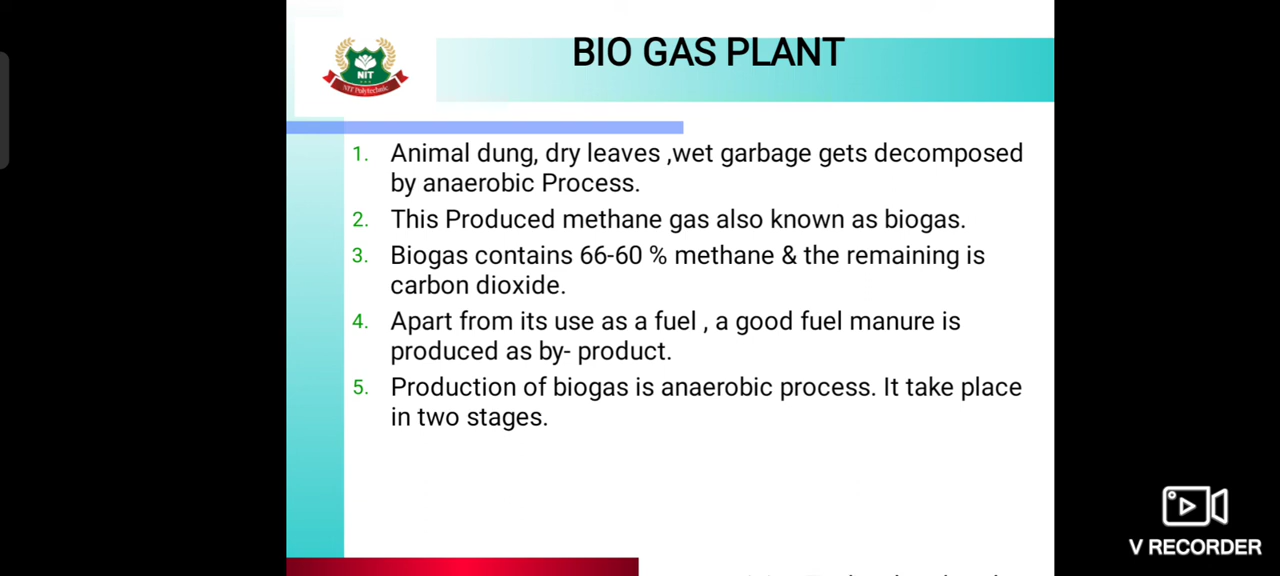 BIO GAS PLANT
NIT
NIT Polytechnic
1. Animal dung, dry leaves ,wet garbage gets decomposed
by anaerobic Process.
2. This Produced methane gas also known as biogas.
3. Biogas contains 66-60 % methane & the remaining is
carbon dioxide.
4. Apart from its use as a fuel , a good fuel manure is
produced as by- product.
5. Production of biogas is anaerobic process. It take place
in two stages.
V RECORDER